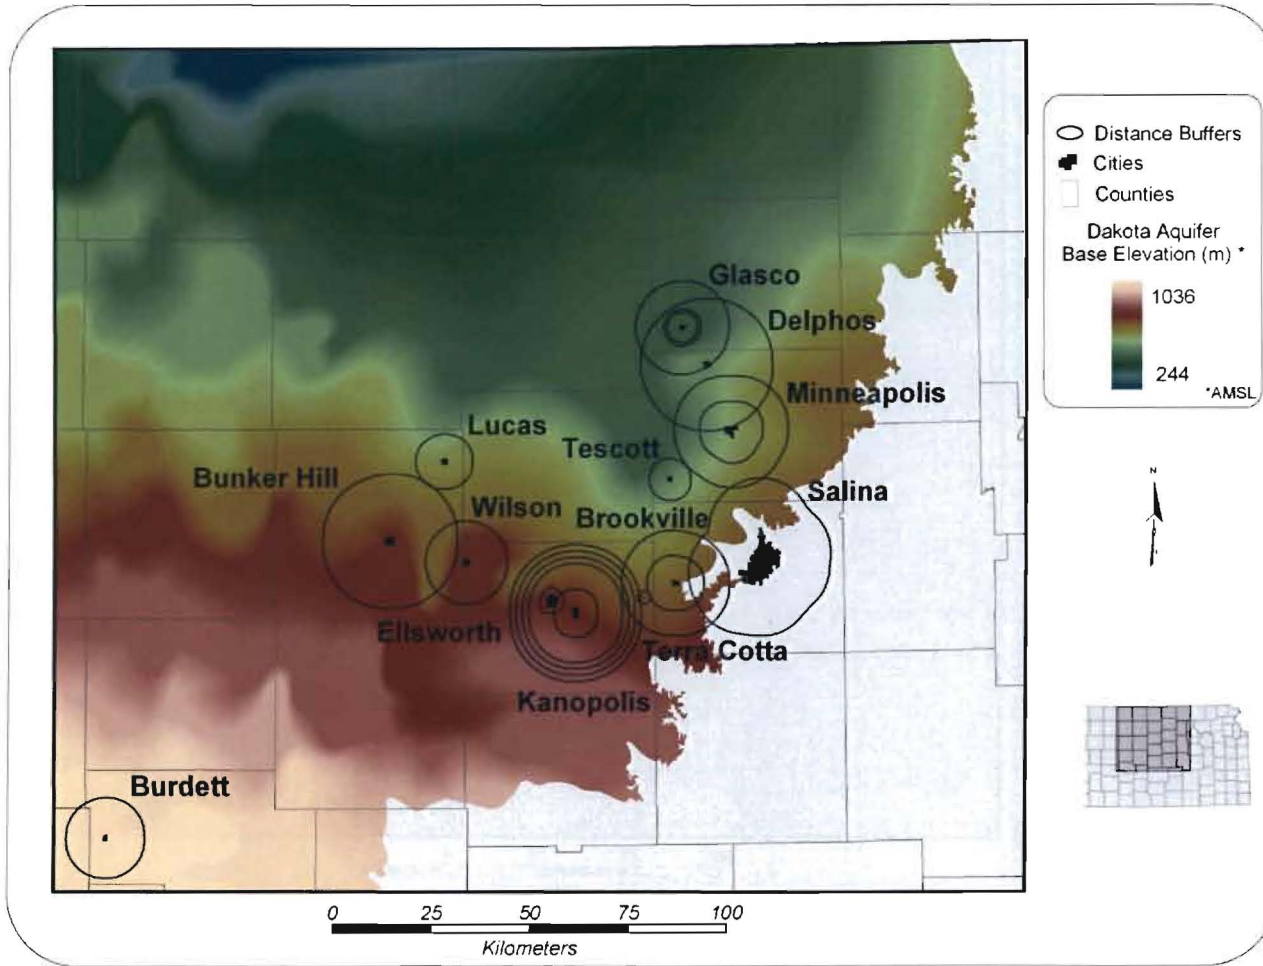 Distance Buffers
Cities
Counties
Dakota Aquifer
Base Elevation (m) *
1036
244
*AMSL
Glasco
Delphos
Minneapolis
Lucas
Tescott
Bunker Hill
Salina
Wilson
Brookville
Ellsworth
Terra Cotta
Kanopolis
Burdett
N
0 25 50 75 100
Kilometers